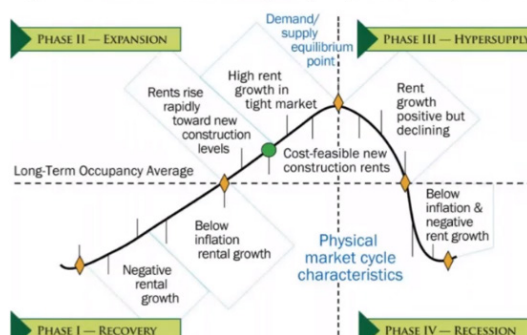 PHASE II — EXPANSION
Demand/
supply
equilibrium
point
PHASE III — HYPERSUPPLY
High rent
growth in
tight market
Rents rise
rapidly
toward new
construction
levels
Rent
growth
positive but
declining
Cost-feasible new
construction rents
Long-Term Occupancy Average
Below
inflation
rental growth
Below
inflation &
negative
rent growth
Physical
market cycle
characteristics
Negative
rental
growth
PHASE I — RECOVERY
PHASE IV — RECESSION